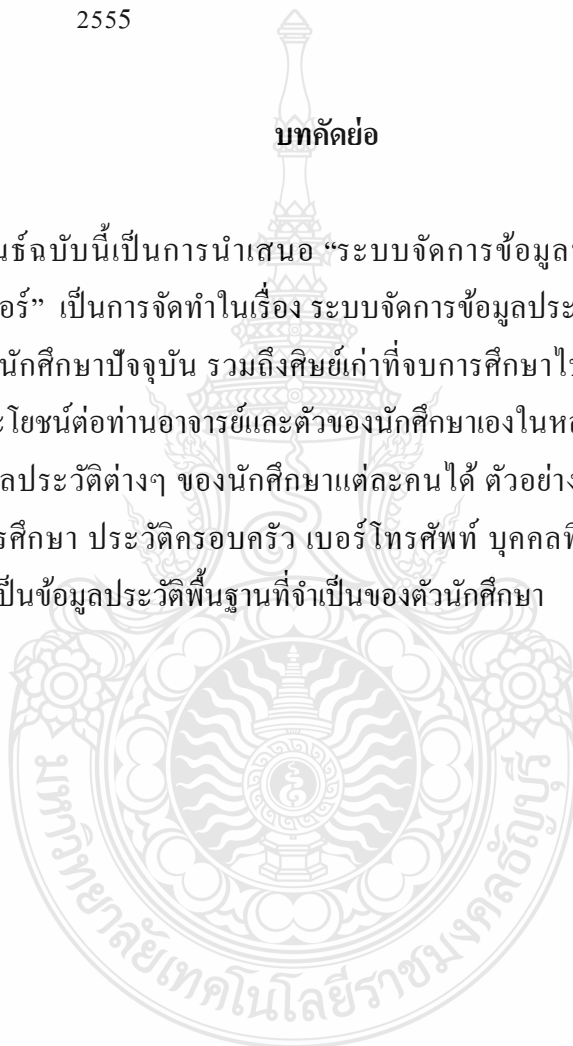 2555
บทคัดย่อ
นธ์ฉบับนี้เป็นการนำเสนอ “ระบบจัดการข้อมูล
อร์” เป็นการจัดทำในเรื่อง ระบบจัดการข้อมูลประ
นักศึกษาปัจจุบัน รวมถึงศิษย์เก่าที่จบการศึกษาไป
ะโยชน์ต่อท่านอาจารย์และตัวของนักศึกษาเองในหล
ลประวัติต่างๆ ของนักศึกษาแต่ละคนได้ ตัวอย่าง
รศึกษา ประวัติครอบครัว เบอร์โทรศัพท์ บุคคลที
เป็นข้อมูลประวัติพื้นฐานที่จำเป็นของตัวนักศึกษา
มหาวิทยาลัยเทคโนโลยีราชมงคลธัญบุรี